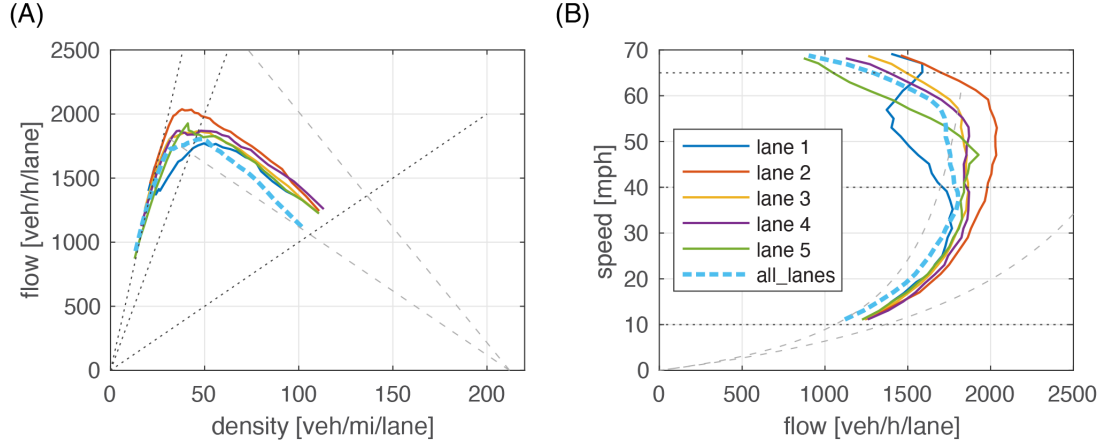 (A)
2500
2000
1500
1000
500
0
0
50
100
150
200
flow [veh/h/lane]
density [veh/mi/lane]
(B)
70
60
50
40
30
20
10
0
0
500
1000
1500
2000
2500
speed [mph]
flow [veh/h/lane]
lane 1
lane 2
lane 3
lane 4
lane 5
all_lanes